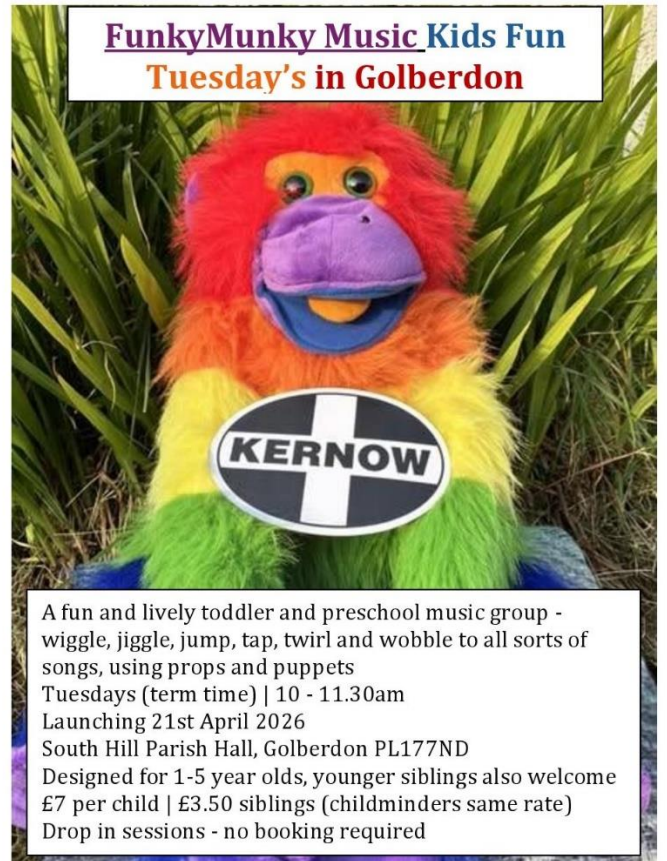 FunkyMunky Music Kids Fun
Tuesday's in Golberdon
KERNOW
A fun and lively toddler and preschool music group -
wiggle, jiggle, jump, tap, twirl and wobble to all sorts of
songs, using props and puppets
Tuesdays (term time) | 10 - 11.30am
Launching 21st April 2026
South Hill Parish Hall, Golberdon PL177ND
Designed for 1-5 year olds, younger siblings also welcome
£7 per child | £3.50 siblings (childminders same rate)
Drop in sessions - no booking required